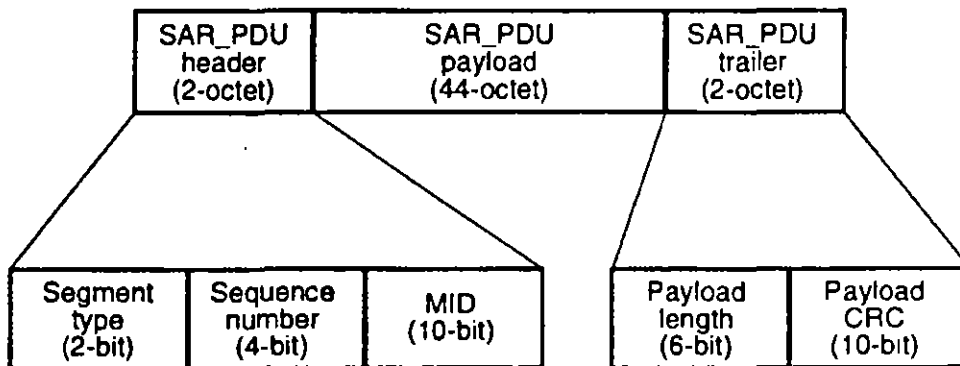 SAR_PDU
header
(2-octet)
SAR_PDU
payload
(44-octet)
SAR_PDU
trailer
(2-octet)
Segment
type
(2-bit)
Sequence
number
(4-bit)
MID
(10-bit)
Payload
length
(6-bit)
Payload
CRC
(10-bit)